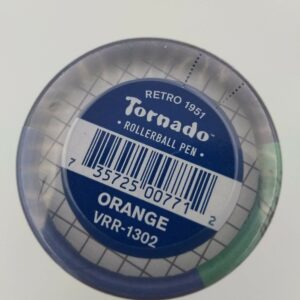 RETRO 1951
Tornado™
• ROLLERBALL PEN •
7 35725 00771 2
ORANGE
VRR-1302